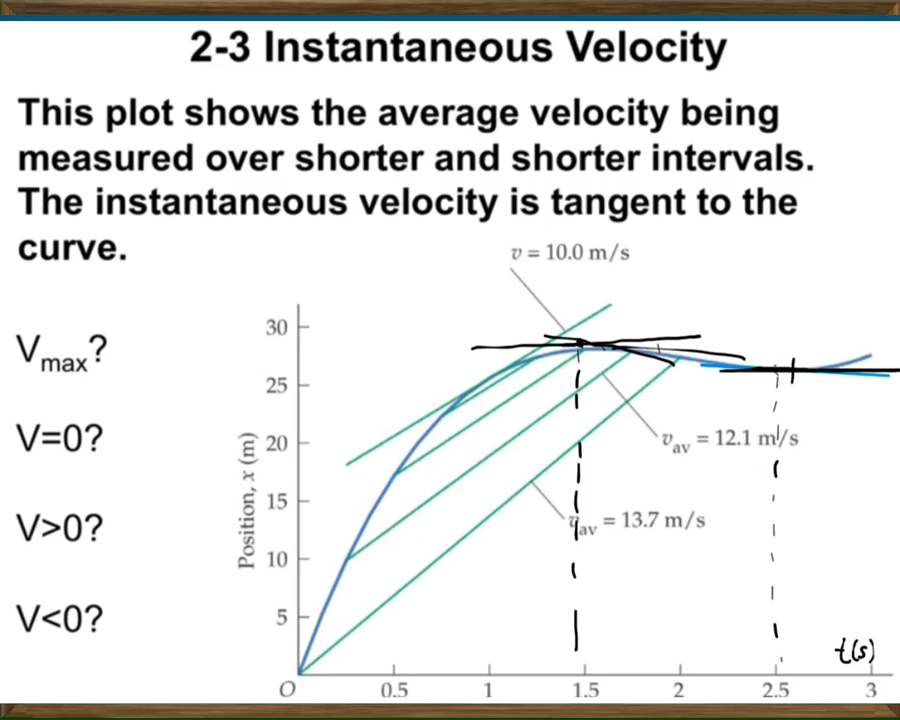 2-3 Instantaneous Velocity
This plot shows the average velocity being
measured over shorter and shorter intervals.
The instantaneous velocity is tangent to the
curve.
v = 10.0 m/s
Vmax?
V=0?
V>0?
V<0?
Position, x (m)
30
25
20
15
10
5
vav = 12.1 m/s
vav = 13.7 m/s
t(s)
O 0.5 1 1.5 2 2.5 3